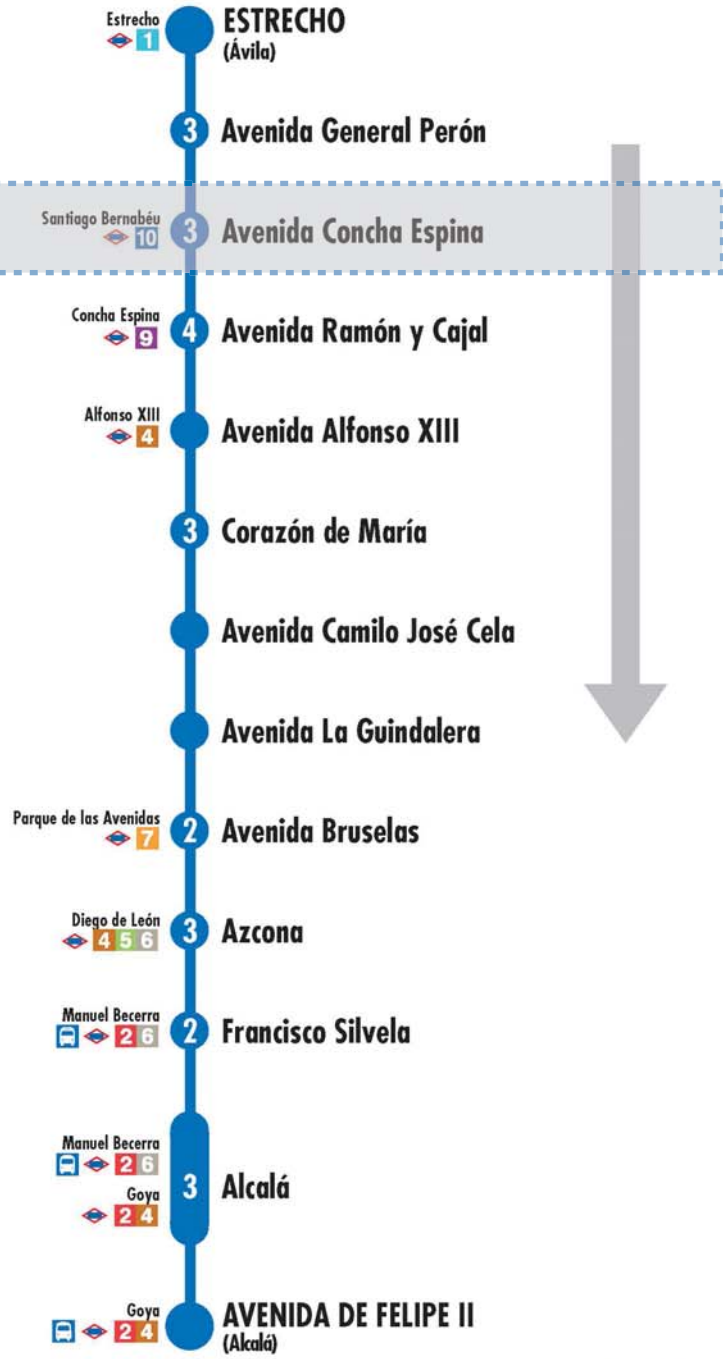 Estrecho
1
ESTRECHO
(Ávila)
3 Avenida General Perón
Santiago Bernabéu
10
3 Avenida Concha Espina
Concha Espina
9
4 Avenida Ramón y Cajal
Alfonso XIII
4
Avenida Alfonso XIII
3 Corazón de María
Avenida Camilo José Cela
Avenida La Guindalera
Parque de las Avenidas
7
2 Avenida Bruselas
Diego de León
4 5 6
3 Azcona
Manuel Becerra
2 6
2 Francisco Silvela
Manuel Becerra
2 6
Goya
2 4
3 Alcalá
Goya
2 4
AVENIDA DE FELIPE II
(Alcalá)